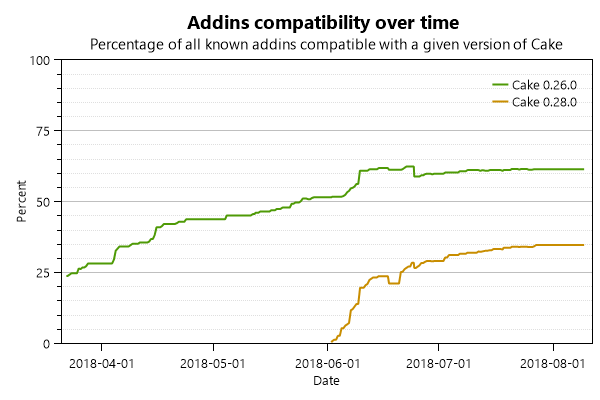 Addins compatibility over time
Percentage of all known addins compatible with a given version of Cake
100
Cake 0.26.0
Cake 0.28.0
75
Percent
50
25
0
2018-04-01 2018-05-01 2018-06-01 2018-07-01 2018-08-01
Date